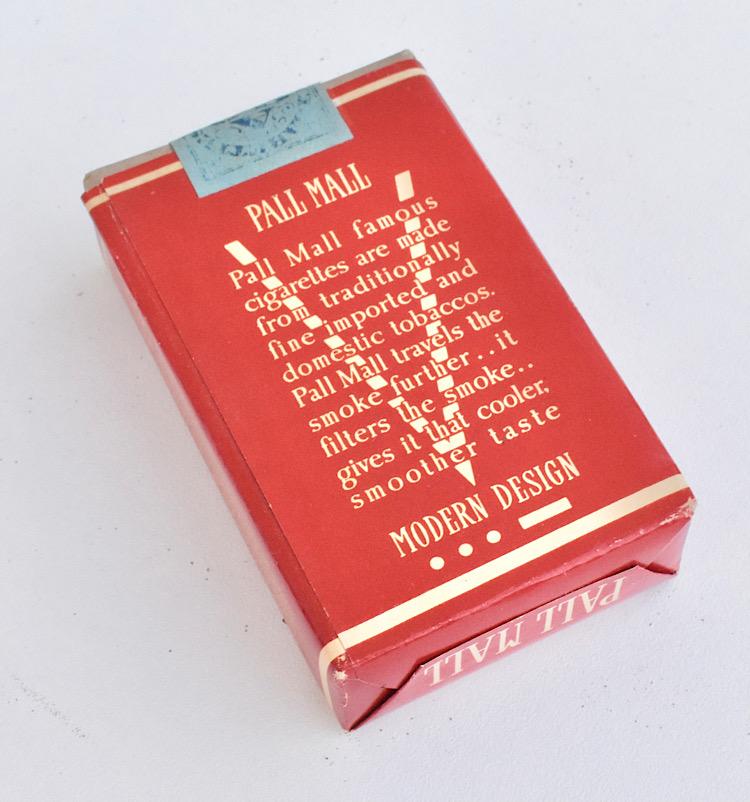 PALL MALL
Pall Mall famous
cigarettes are made
from traditionally
fine imported and
domestic tobaccos.
Pall Mall travels the
smoke further..it
filters the smoke..
gives it that cooler,
smoother taste
MODERN DESIGN
PALL MALL